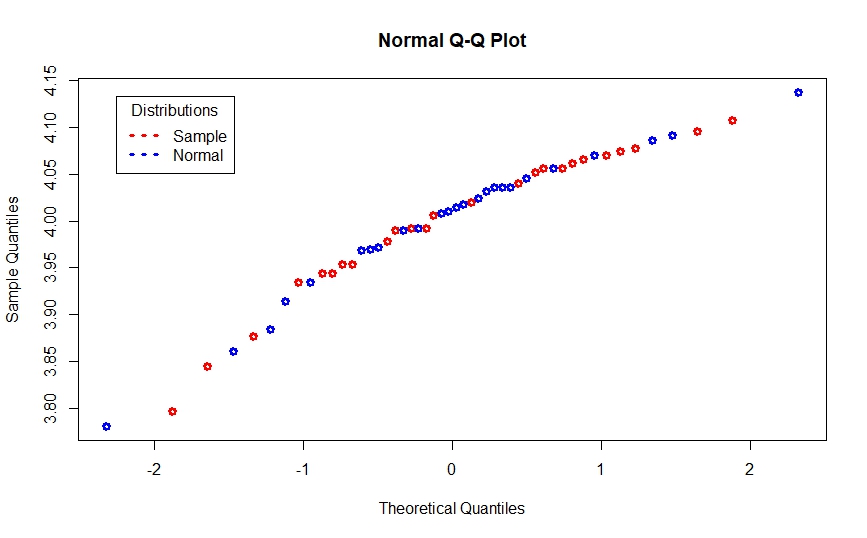 Normal Q-Q Plot
Distributions
Sample
Normal
Sample Quantiles
4.15
4.10
4.05
4.00
3.95
3.90
3.85
3.80
-2
-1
0
1
2
Theoretical Quantiles